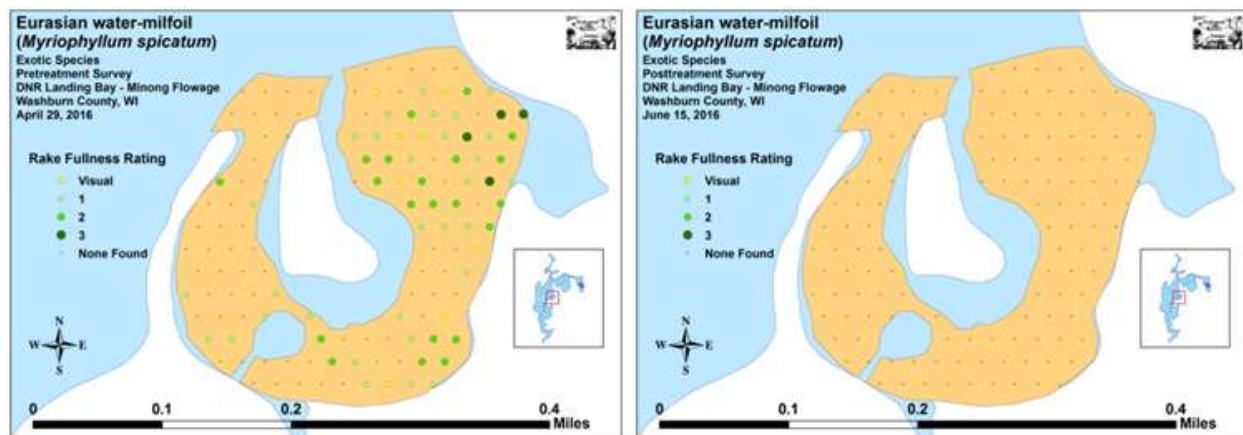 Eurasian water-milfoil
(Myriophyllum spicatum)
Exotic Species
Pretreatment Survey
DNR Landing Bay - Minong Flowage
Washburn County, WI
April 29, 2016
Rake Fullness Rating
Visual
1
2
3
None Found
N
W E
S
0 0.1 0.2 0.4
Miles
Eurasian water-milfoil
(Myriophyllum spicatum)
Exotic Species
Posttreatment Survey
DNR Landing Bay - Minong Flowage
Washburn County, WI
June 15, 2016
Rake Fullness Rating
Visual
1
2
3
None Found
N
W E
S
0 0.1 0.2 0.4
Miles